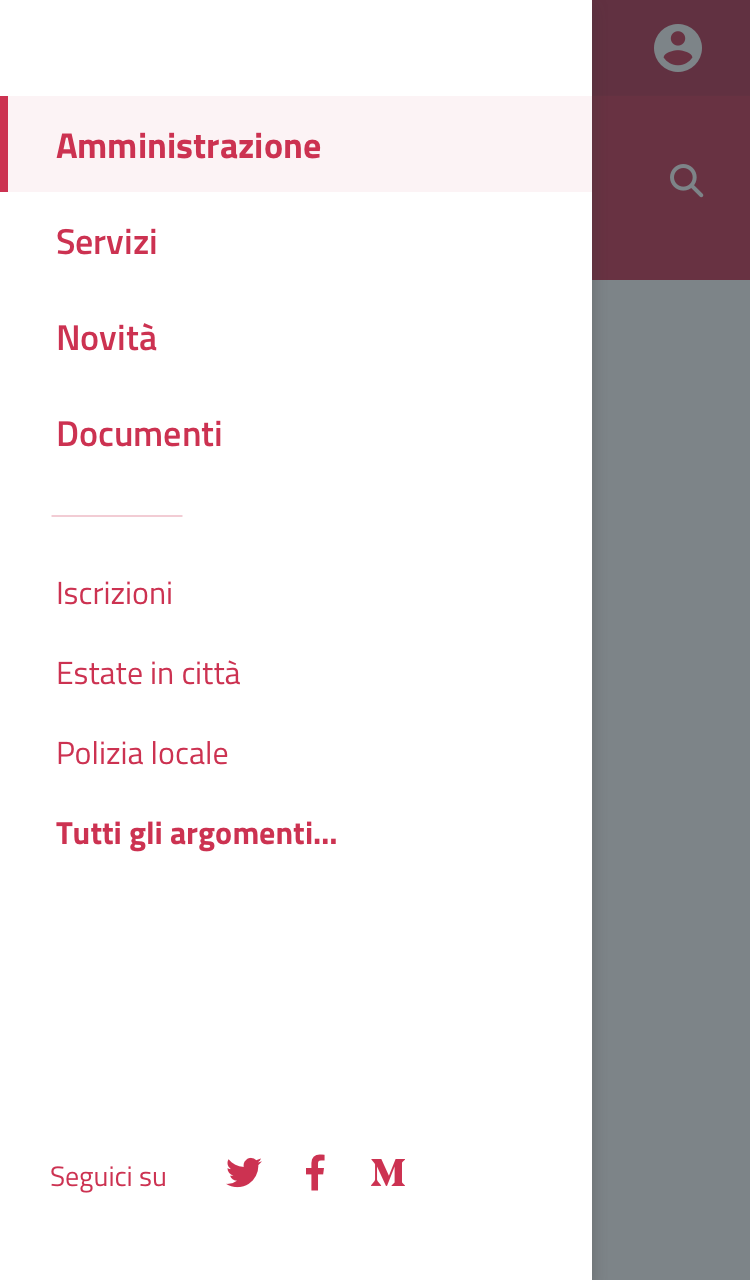 Amministrazione
Servizi
Novità
Documenti
Iscrizioni
Estate in città
Polizia locale
Tutti gli argomenti...
Seguici su